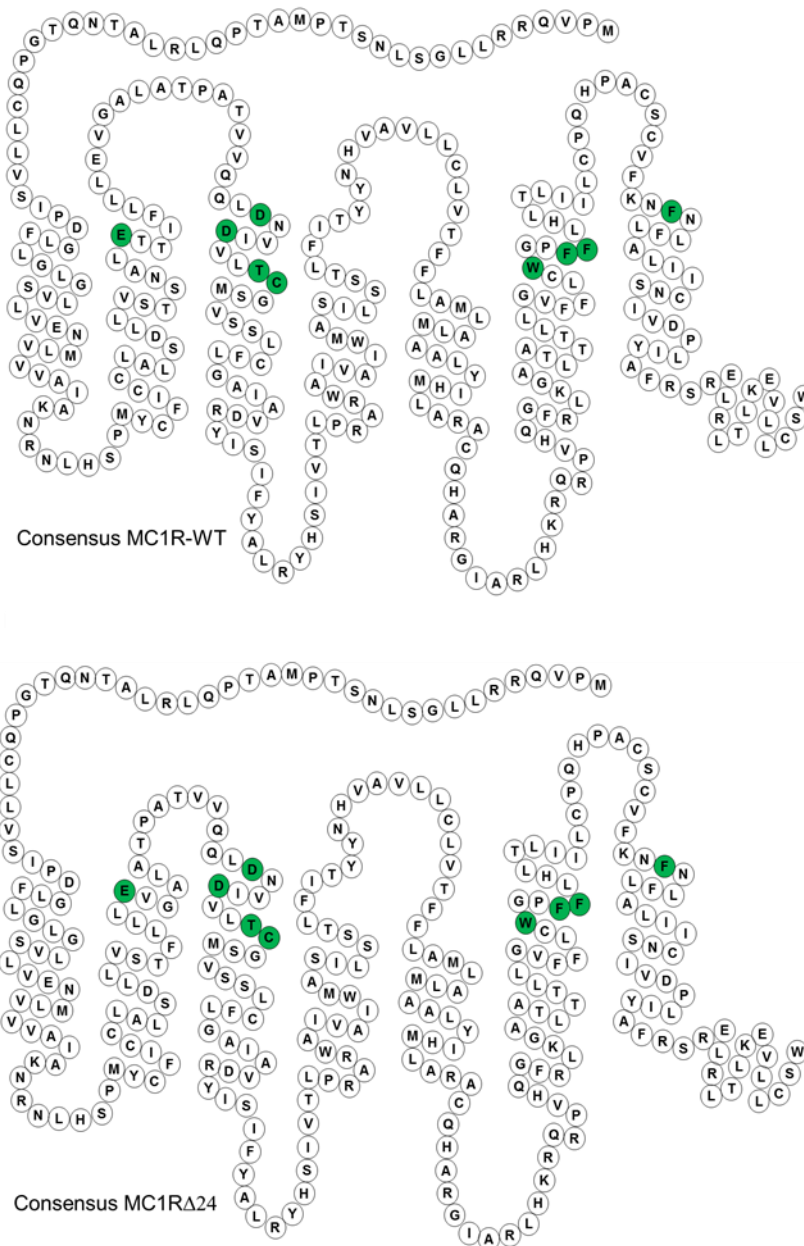 P G T Q N T A L R L Q P T A M P T S N L S G L L R R Q V P M
Q C L L V S I P D
F L G
L G L G
S V L
L V E N
V L M
V V A I
N K A
R N L H S P
M Y C F
C C I
L A L
L L D S
V S T
L A N S
E T T
L L L F I
E V G A L A T P A T V V Q
Q L D N
D I V
V L T C
M S G
V S S L
L F C
G A I A
R D V
Y I S I F Y A L R Y H S I V T L P R
A W R A
I V A
A M W I
S I L
L T S S
F I T Y
Y N H V A V L L C L V T F F
L A M L
M L A
A A L Y
M H I
L A R A
C Q H A R G I A R L H K R Q R P
Q H V
G F R L
A G K
A T L T
L L T
G V F F
W C L
G P F F
L H L
T L I I
L C P Q H P A C S C V F
K N F N
L F L
A L I I
S N C
I V D P
Y I L
A F R S R E K E
L K V W
R L L S
L T L C
Consensus MC1R-WT
P G T Q N T A L R L Q P T A M P T S N L S G L L R R Q V P M
Q C L L V S I P D
F L G
L G L G
S V L
L V E N
V L M
V V A I
N K A
R N L H S P
M Y C F
C C I
L A L
L L D S
V S T F
L L L
E V G A
L A T P A T V V Q
Q L D N
D I V
V L T C
M S G
V S S L
L F C
G A I A
R D V
Y I S I F Y A L R Y H S I V T L P R
A W R A
I V A
A M W I
S I L
L T S S
F I T Y
Y N H V A V L L C L V T F F
L A M L
M L A
A A L Y
M H I
L A R A
C Q H A R G I A R L H K R Q R P
Q H V
G F R L
A G K
A T L T
L L T
G V F F
W C L
G P F F
L H L
T L I I
L C P Q H P A C S C V F
K N F N
L F L
A L I I
S N C
I V D P
Y I L
A F R S R E K E
L K V W
R L L S
L T L C
Consensus MC1RΔ24